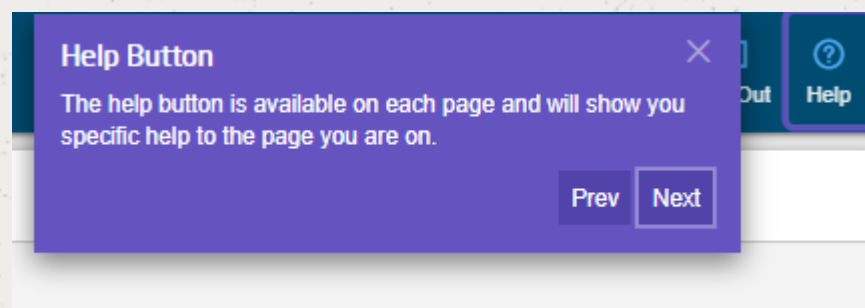 Help Button
The help button is available on each page and will show you
specific help to the page you are on.
Prev Next
Out
Help